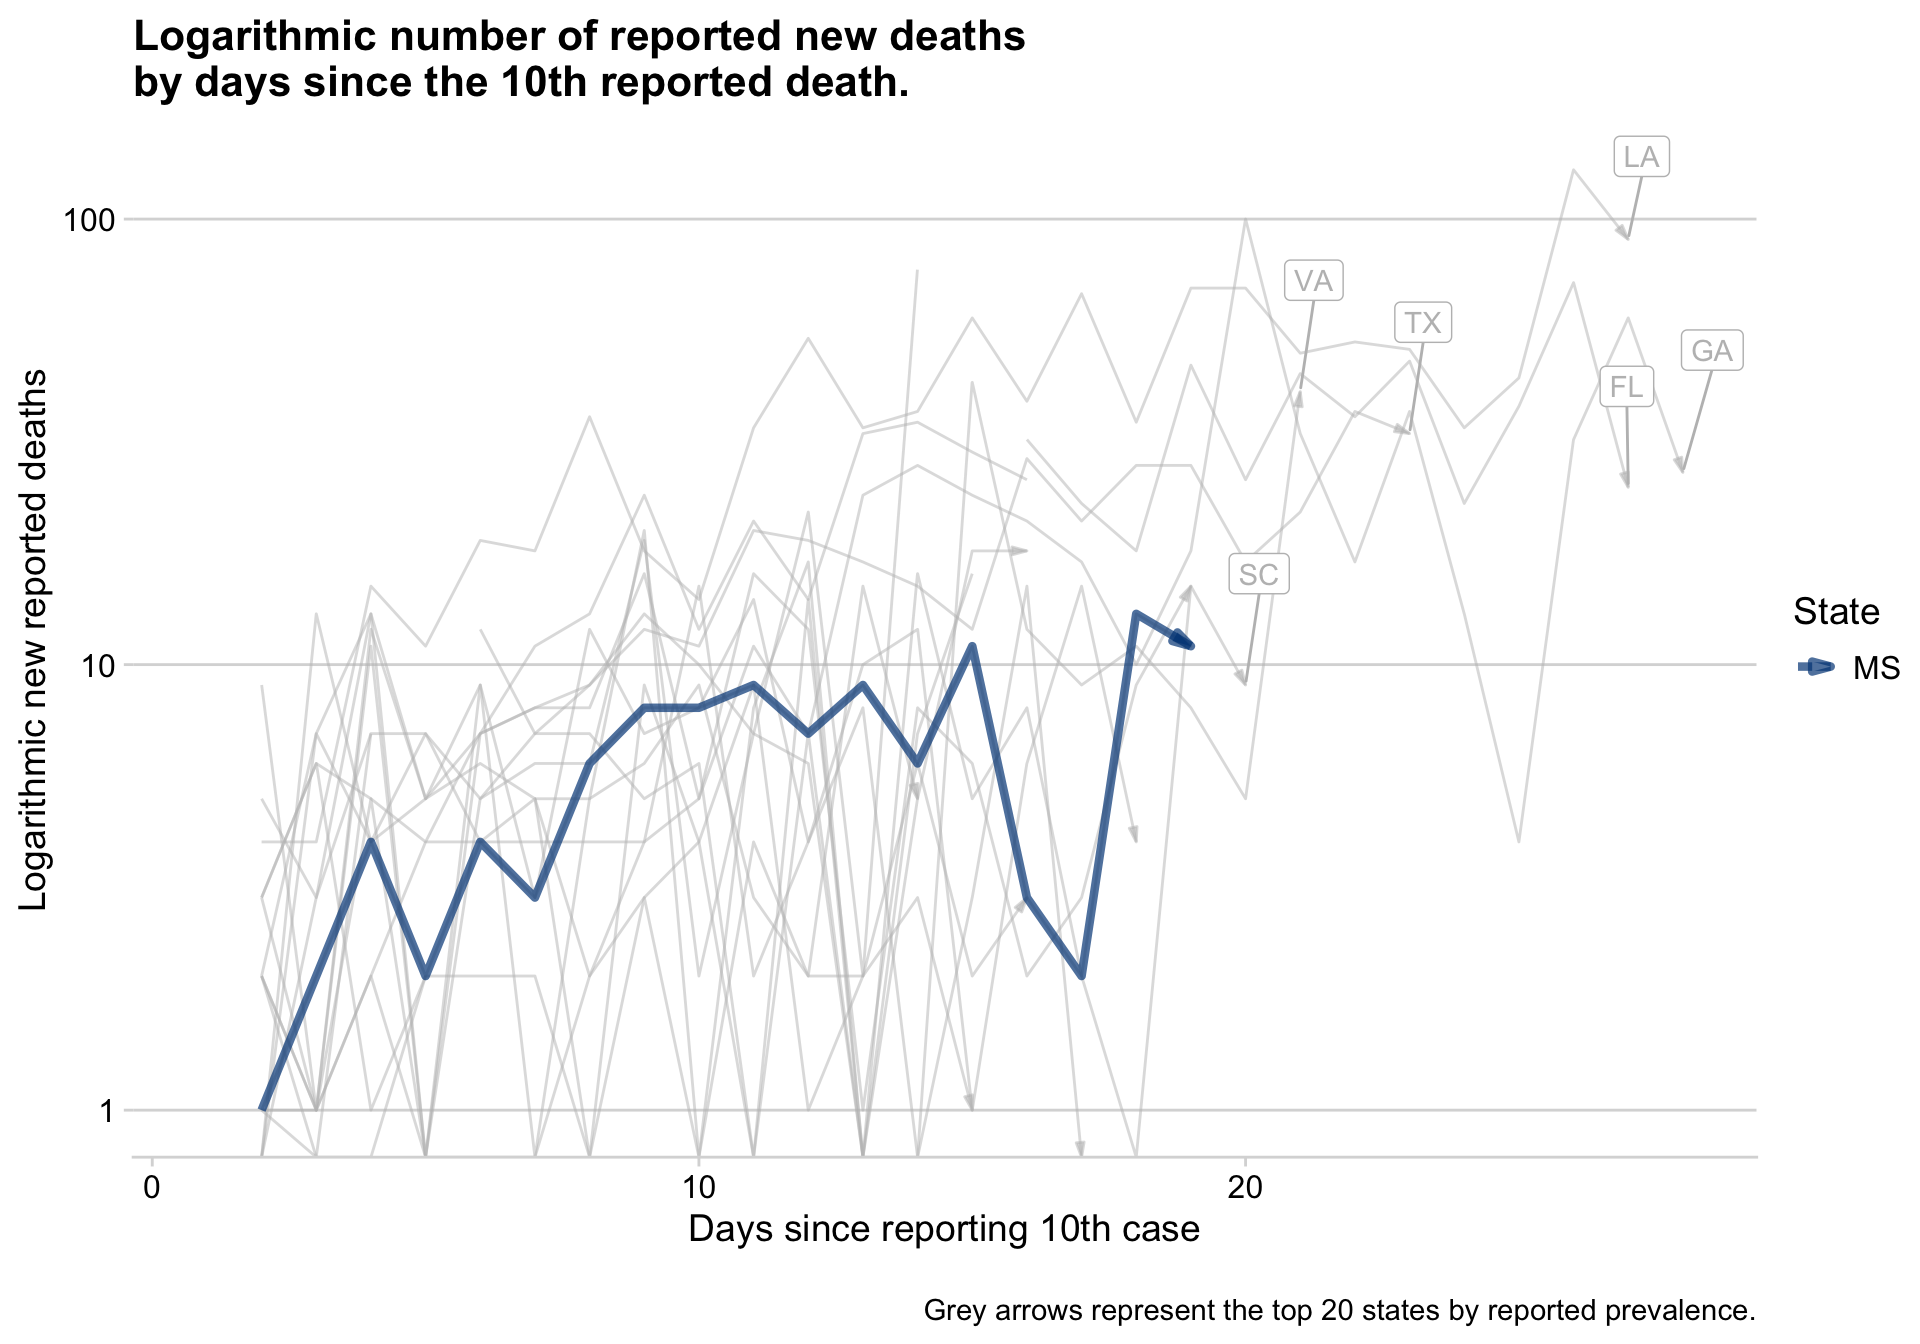 Logarithmic number of reported new deaths
by days since the 10th reported death.
LA
100
VA
TX
GA
FL
SC
10
1
Logarithmic new reported deaths
State
MS
0 10 20
Days since reporting 10th case
Grey arrows represent the top 20 states by reported prevalence.